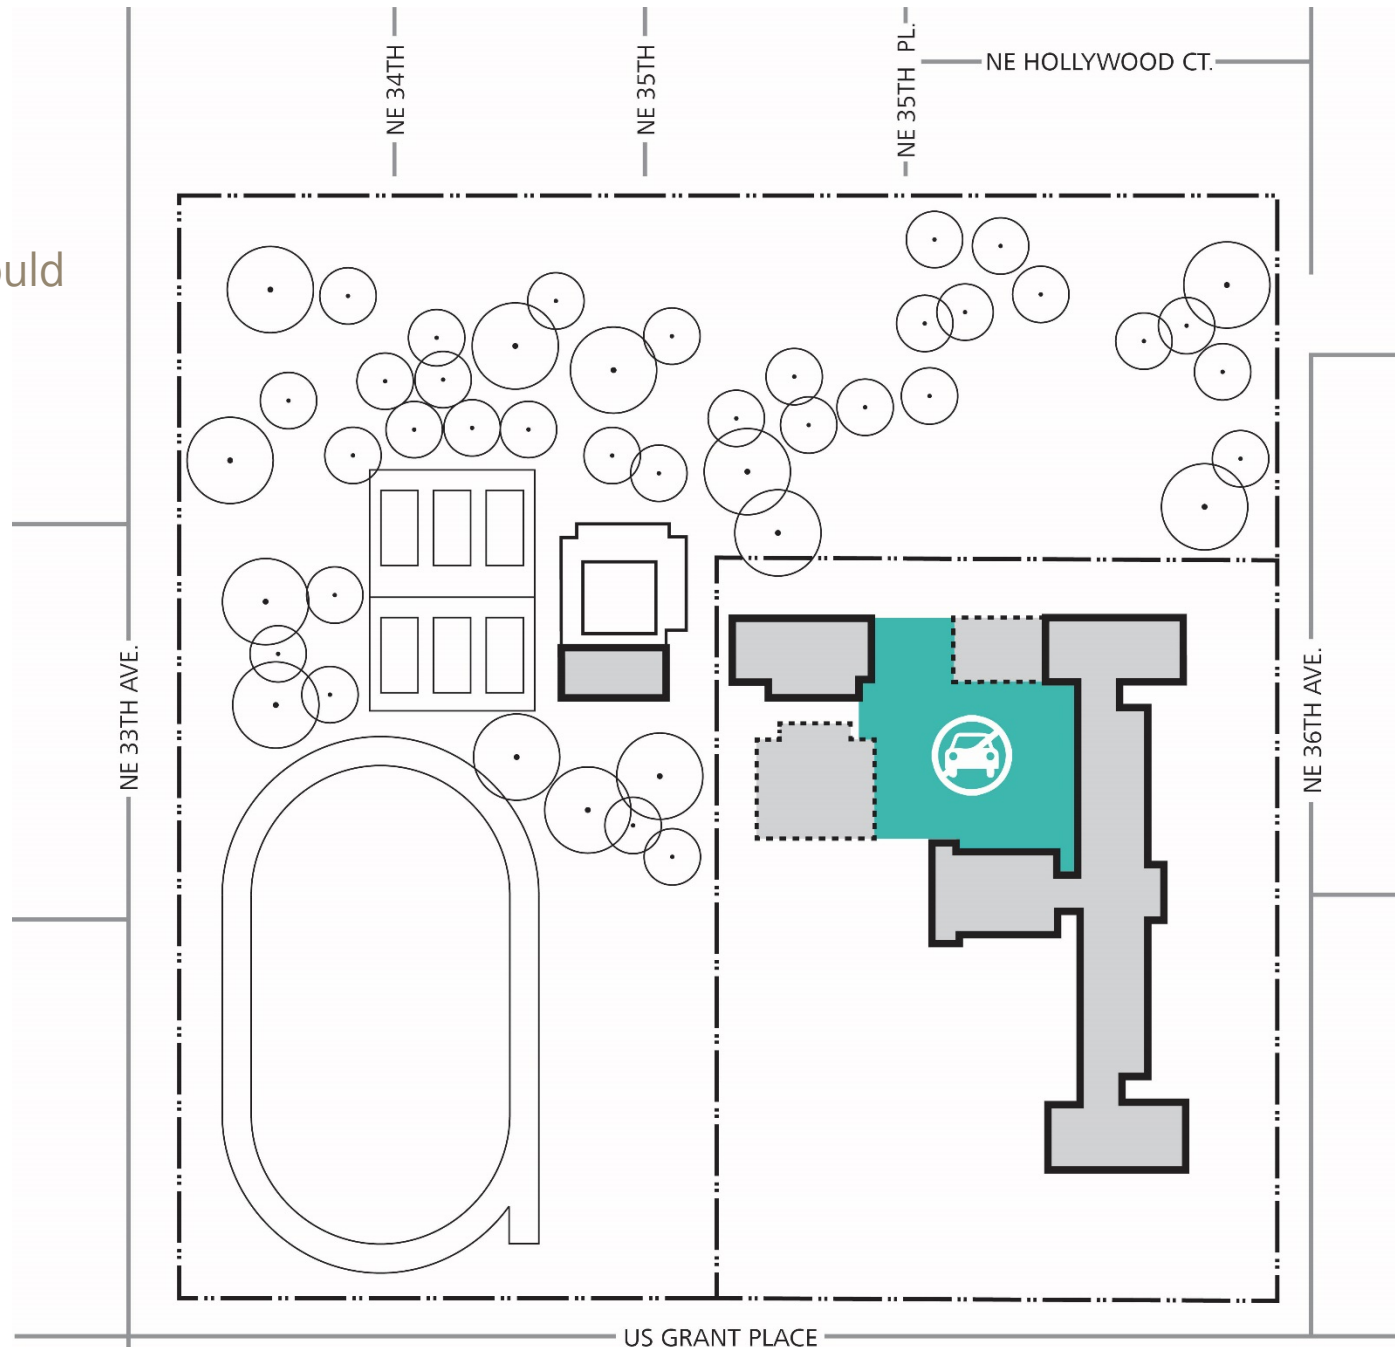 NE 34TH
NE 35TH
NE 35TH PL.
NE HOLLYWOOD CT.
ould
NE 33TH AVE.
NE 36TH AVE.
US GRANT PLACE